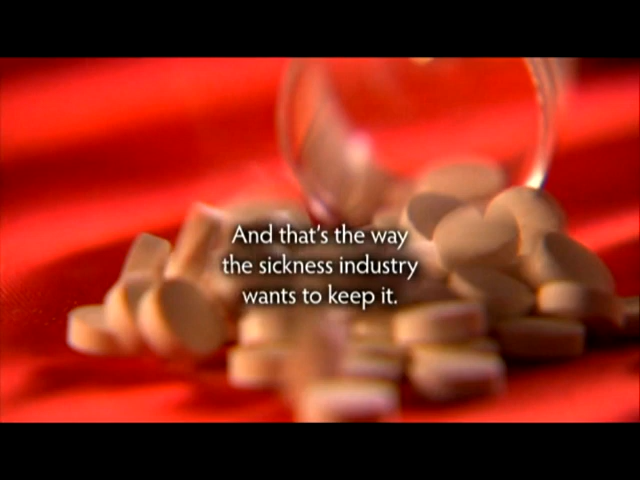 And that's the way
the sickness industry
wants to keep it.